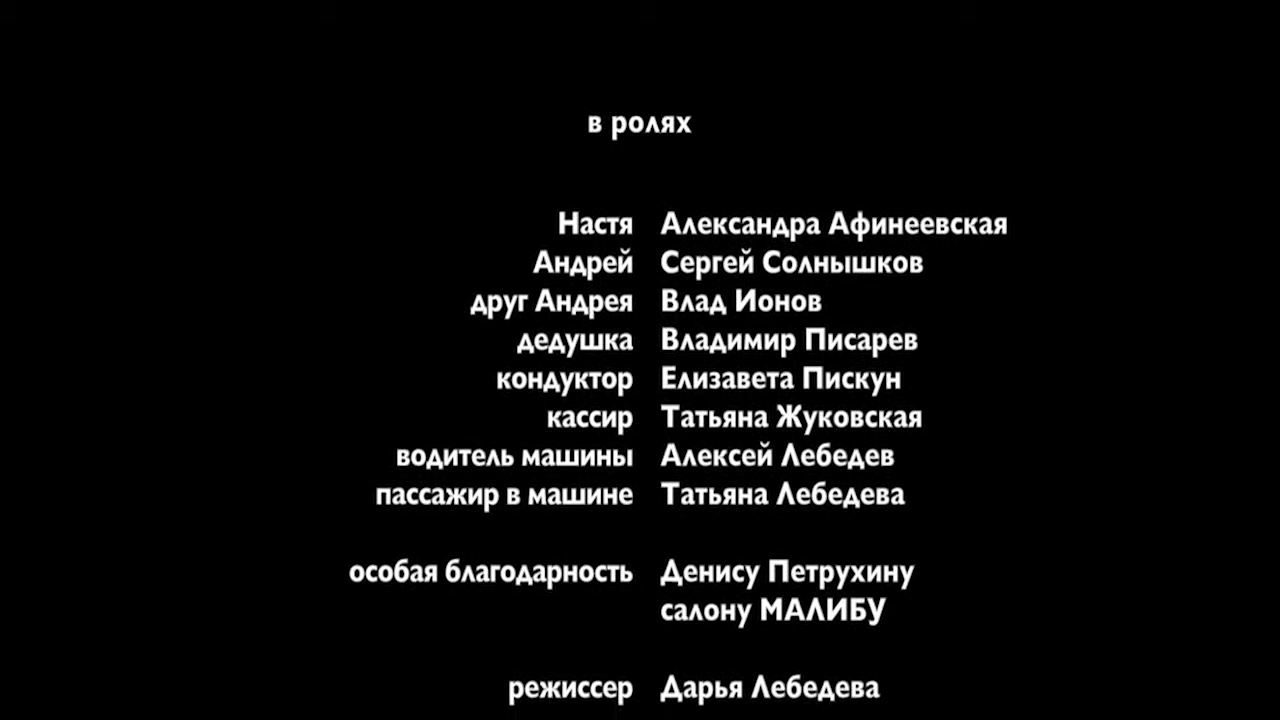 в ролях
Настя Александра Афинеевская
Андрей Сергей Солнышков
друг Андрея Влад Ионов
дедушка Владимир Писарев
кондуктор Елизавета Пискун
кассир Татьяна Жуковская
водитель машины Алексей Лебедев
пассажир в машине Татьяна Лебедева
особая благодарность Денису Петрухину
салону МАЛИБУ
режиссер Дарья Лебедева